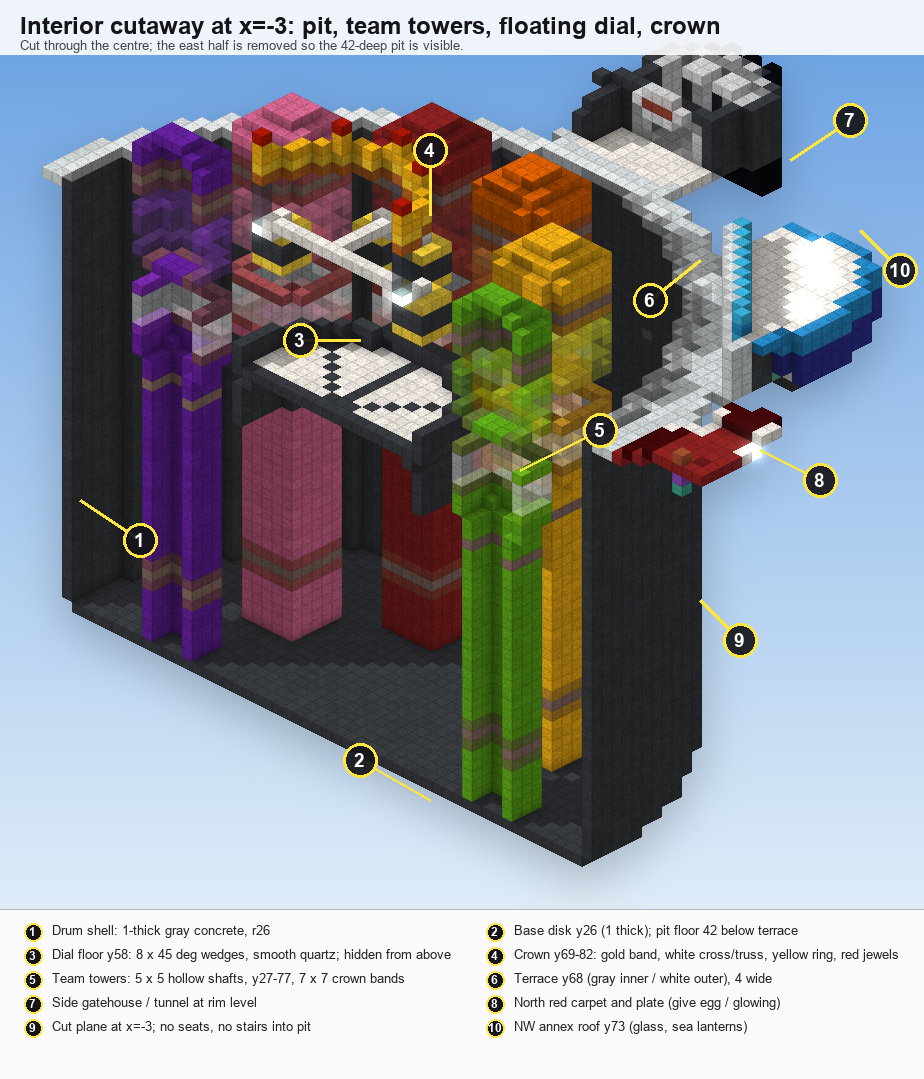 Interior cutaway at x=-3: pit, team towers, floating dial, crown
Cut through the centre; the east half is removed so the 42-deep pit is visible.
7
4
10
6
3
5
8
1
9
2
1 Drum shell: 1-thick gray concrete, r26
2 Base disk y26 (1 thick); pit floor 42 below terrace
3 Dial floor y58: 8 x 45 deg wedges, smooth quartz; hidden from above
4 Crown y69-82: gold band, white cross/truss, yellow ring, red jewels
5 Team towers: 5 x 5 hollow shafts, y27-77, 7 x 7 crown bands
6 Terrace y68 (gray inner / white outer), 4 wide
7 Side gatehouse / tunnel at rim level
8 North red carpet and plate (give egg / glowing)
9 Cut plane at x=-3; no seats, no stairs into pit
10 NW annex roof y73 (glass, sea lanterns)